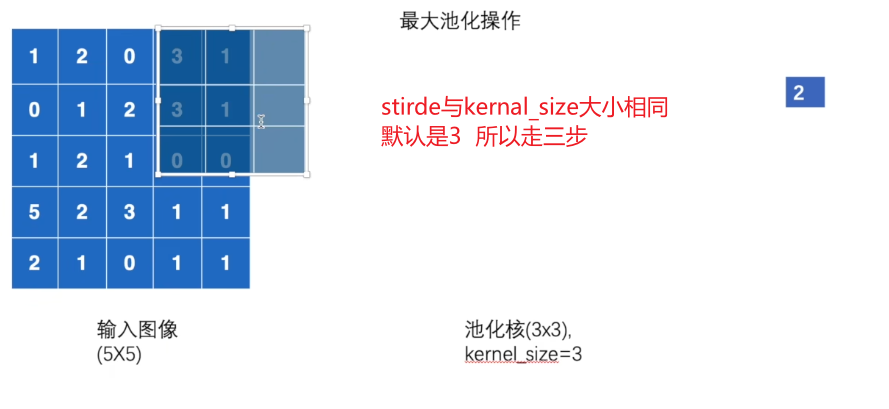 最大池化操作
1 2 0 3 1
0 1 2 3 1
1 2 1 0 0
5 2 3 1 1
2 1 0 1 1
stirde与kernal_size大小相同
默认是3 所以走三步
2
输入图像
(5X5)
池化核(3x3),
kernel_size=3